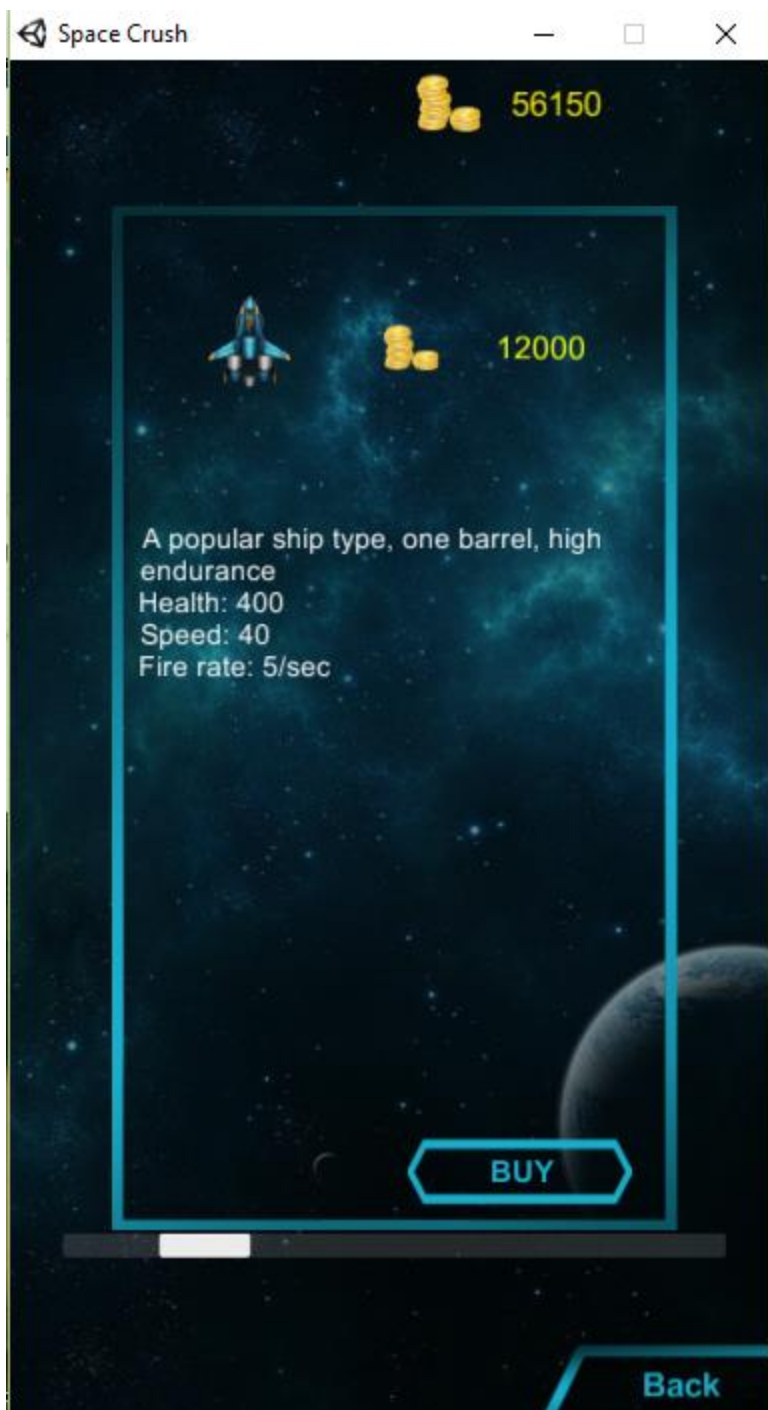 Space Crush
56150
12000
A popular ship type, one barrel, high
endurance
Health: 400
Speed: 40
Fire rate: 5/sec
BUY
Back